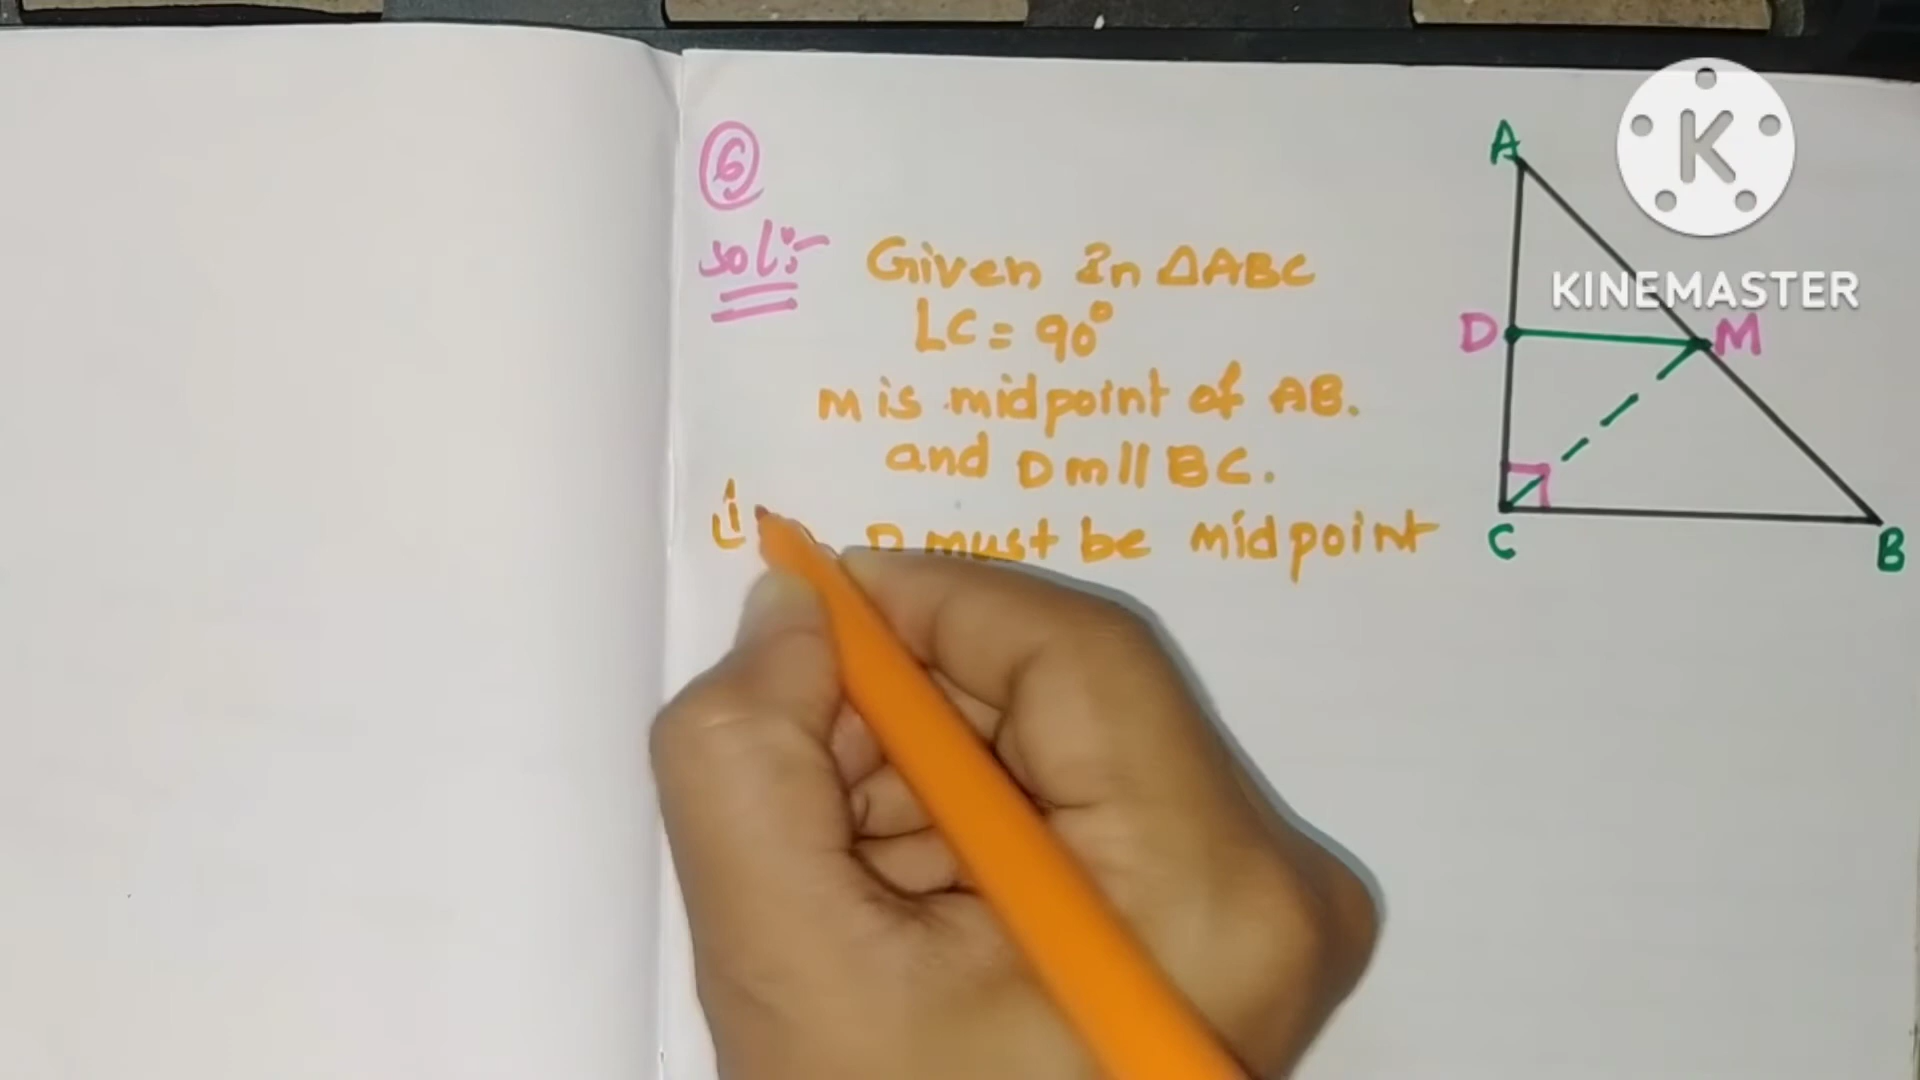 6
Sol:-
Given In ΔABC
∠C = 90°
M is midpoint of AB.
and DM || BC.
D must be midpoint
A
D
M
C
B
K
KINEMASTER